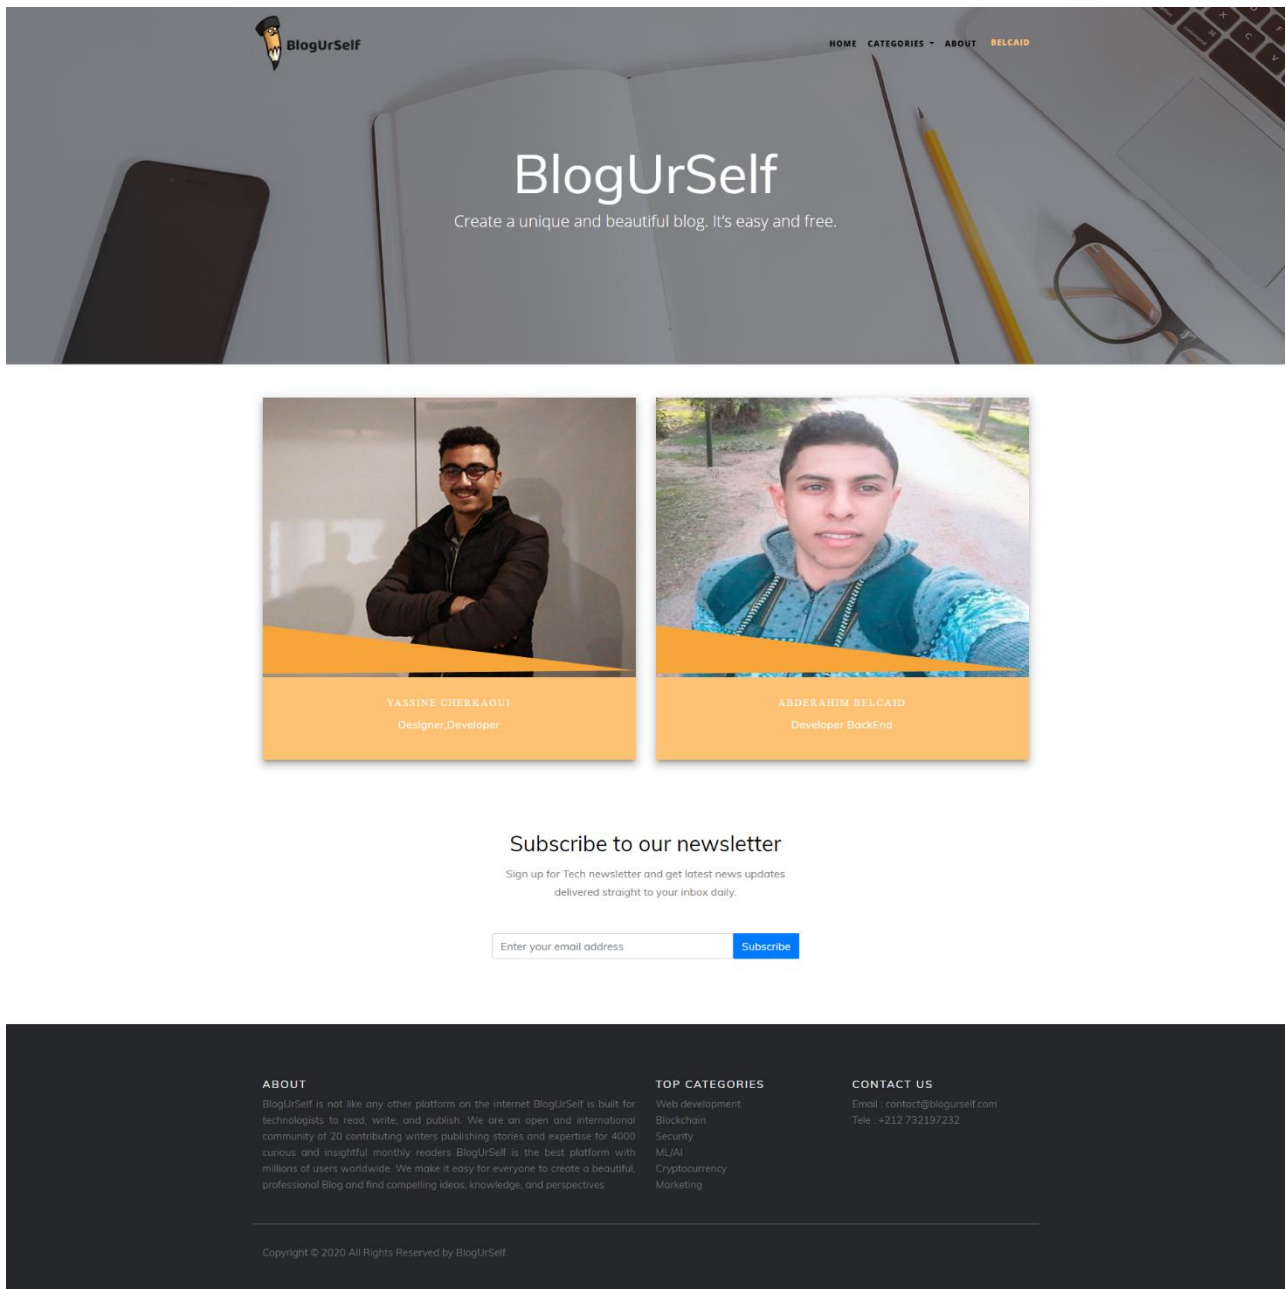 BlogUrSelf
HOME CATEGORIES ABOUT BELCAID
BlogUrSelf
Create a unique and beautiful blog. It's easy and free.
YASSINE CHERKAOUI
Designer,Developer
ABDERAHIM BELCAID
Developer BackEnd
Subscribe to our newsletter
Sign up for Tech newsletter and get latest news updates
delivered straight to your inbox daily.
Enter your email address
Subscribe
ABOUT
BlogUrSelf is not like any other platform on the internet BlogUrSelf is built for
technologists to read, write, and publish. We are an open and international
community of 20 contributing writers publishing stories and expertise for 4000
curious and insightful monthly readers BlogUrSelf is the best platform with
millions of users worldwide. We make it easy for everyone to create a beautiful,
professional Blog and find compelling ideas, knowledge, and perspectives
TOP CATEGORIES
Web development
Blockchain
Security
ML/AI
Cryptocurrency
Marketing
CONTACT US
Email : contact@blogurself.com
Tele : +212 732197232
Copyright © 2020 All Rights Reserved by BlogUrSelf.